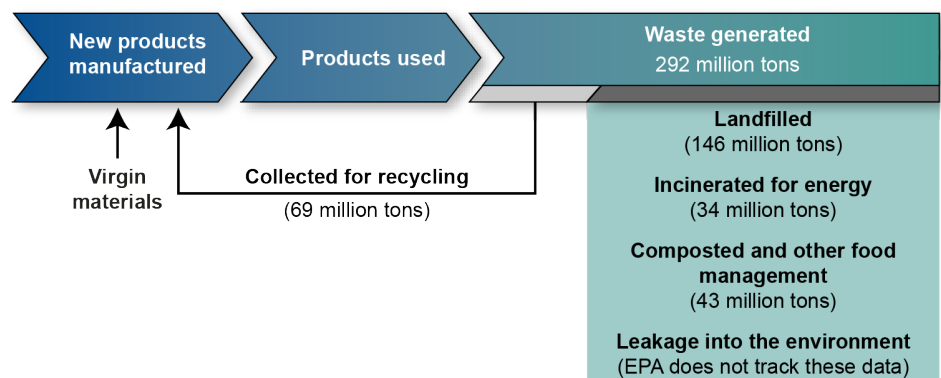 New products
manufactured
Products used
Waste generated
292 million tons
Virgin
materials
Collected for recycling
(69 million tons)
Landfilled
(146 million tons)
Incinerated for energy
(34 million tons)
Composted and other food
management
(43 million tons)
Leakage into the environment
(EPA does not track these data)